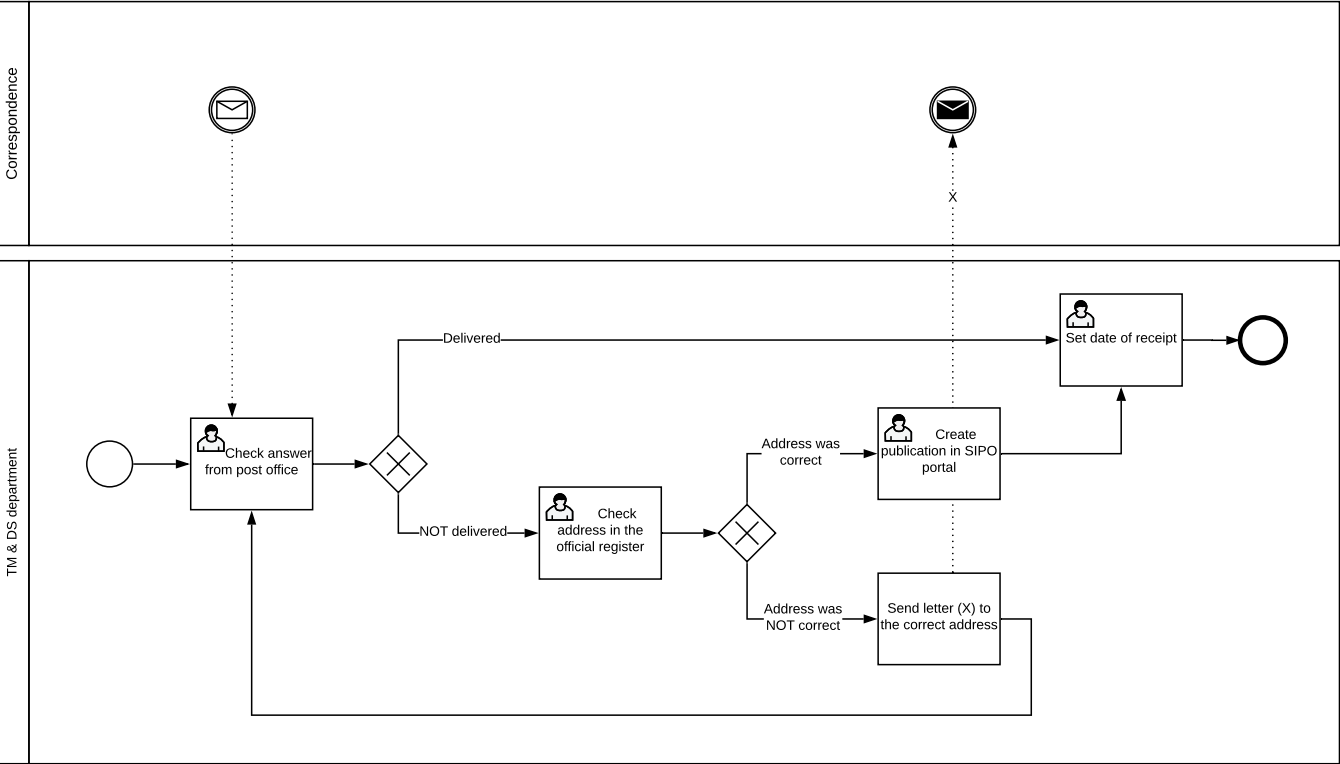 Correspondence
X
TM & DS department
Delivered
Set date of receipt
Check answer
from post office
NOT delivered
Check
address in the
official register
Address was
correct
Create
publication in SIPO
portal
Address was
NOT correct
Send letter (X) to
the correct address